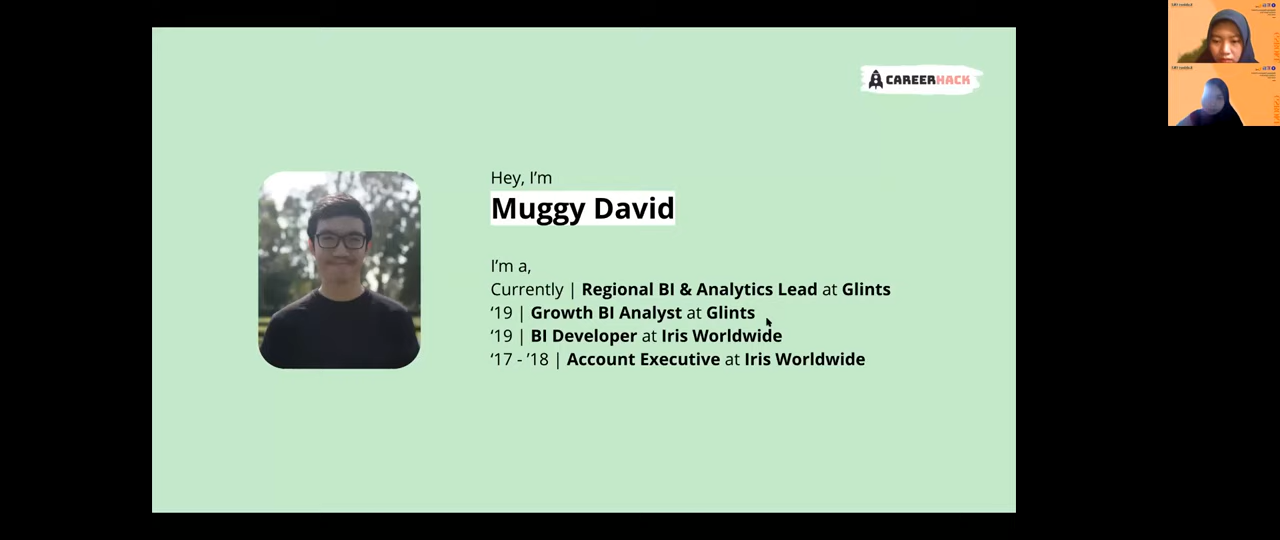 CAREERHACK
Hey, I'm
Muggy David
I'm a,
Currently | Regional BI & Analytics Lead at Glints
‘19 | Growth BI Analyst at Glints
‘19 | BI Developer at Iris Worldwide
‘17 - ’18 | Account Executive at Iris Worldwide